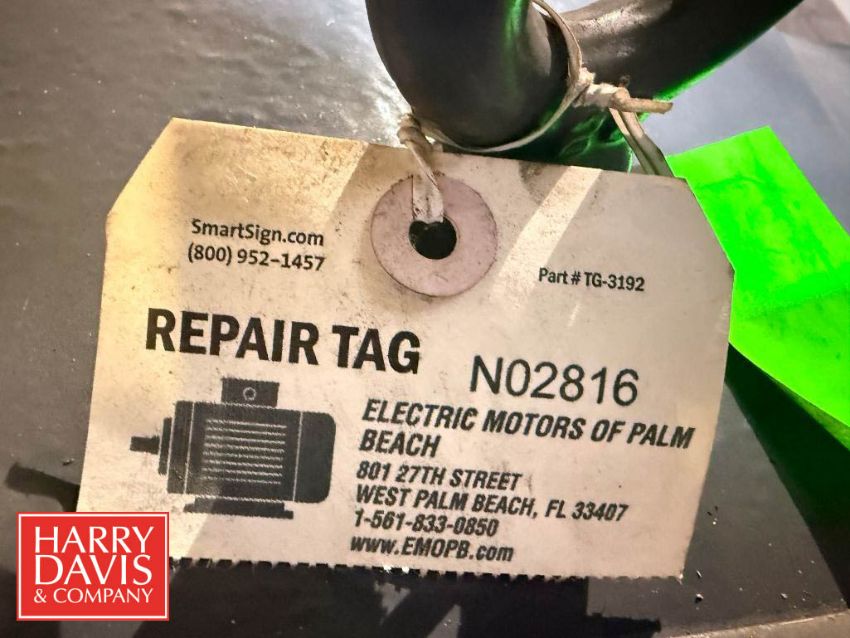 SmartSign.com
(800) 952-1457
Part # TG-3192
REPAIR TAG
N02816
ELECTRIC MOTORS OF PALM
BEACH
801 27TH STREET
WEST PALM BEACH, FL 33407
1-561-833-0850
www.EMOPB.com
HARRY
DAVIS
& COMPANY